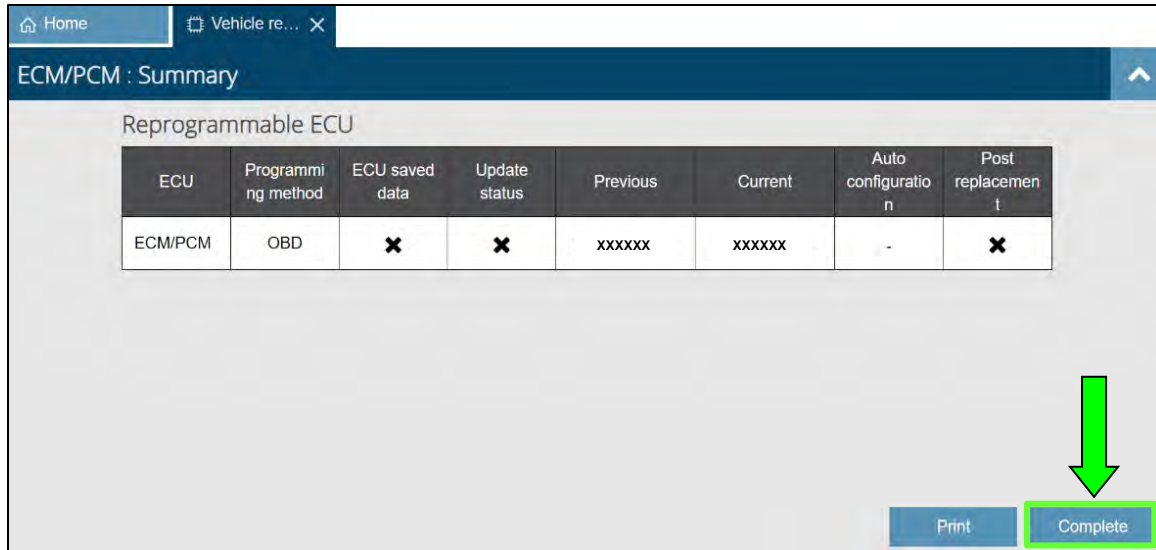 Home
Vehicle re...
ECM/PCM : Summary
Reprogrammable ECU
ECU
Programmi
ng method
ECU saved
data
Update
status
Previous
Current
Auto
configuratio
n
Post
replacemen
t
ECM/PCM
OBD
xxxxxx
xxxxxx
-
Print
Complete